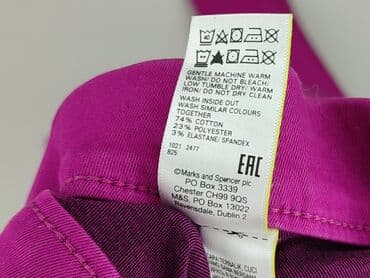 GENTLE MACHINE WARM
WASH/ DO NOT BLEACH/
LOW TUMBLE DRY/ WARM
IRON/ DO NOT DRYCLEAN
WASH INSIDE OUT
WASH SIMILAR COLOURS
TOGETHER
74% COTTON
23% POLYESTER
3% ELASTANE/ SPANDEX
1021 2477
825
EAC
©Marks and Spencer plc
PO Box 3339
Chester CH99 9QS
M&S, PO Box 13022
Ravensdale, Dublin 2